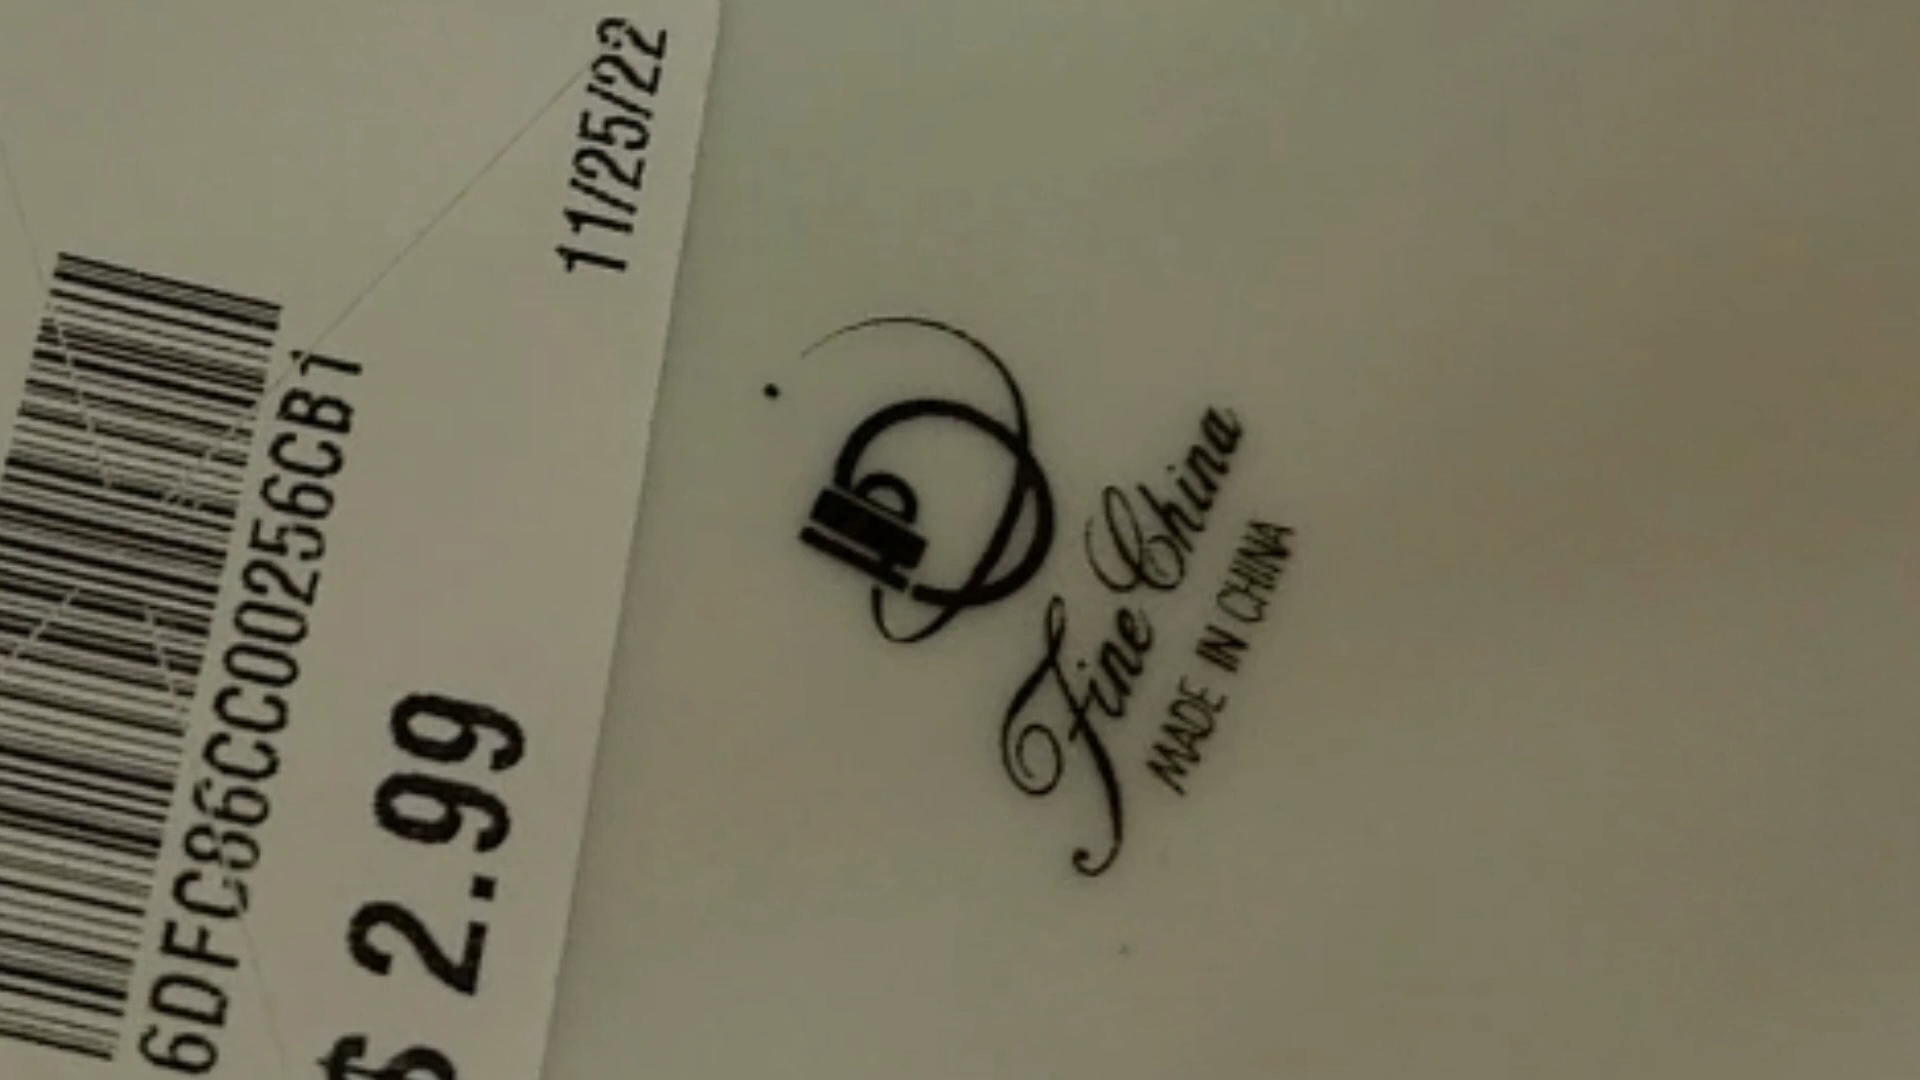 11/25/22
6DFC86CC00256CB1
$ 2.99
Fine China
MADE IN CHINA